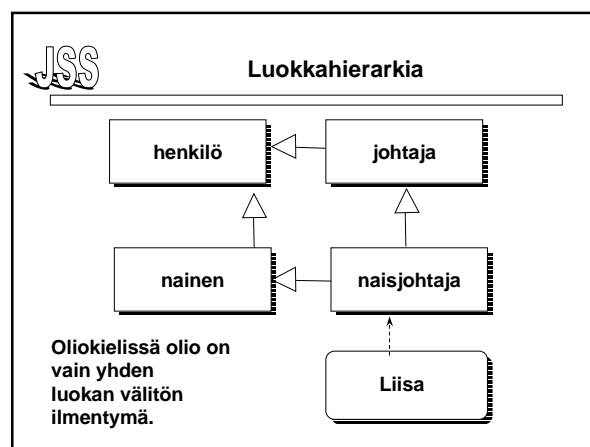 JSS
Luokkahierarkia
henkilö
johtaja
nainen
naisjohtaja
Oliokielissä olio on
vain yhden
luokan välitön
ilmentymä.
Liisa